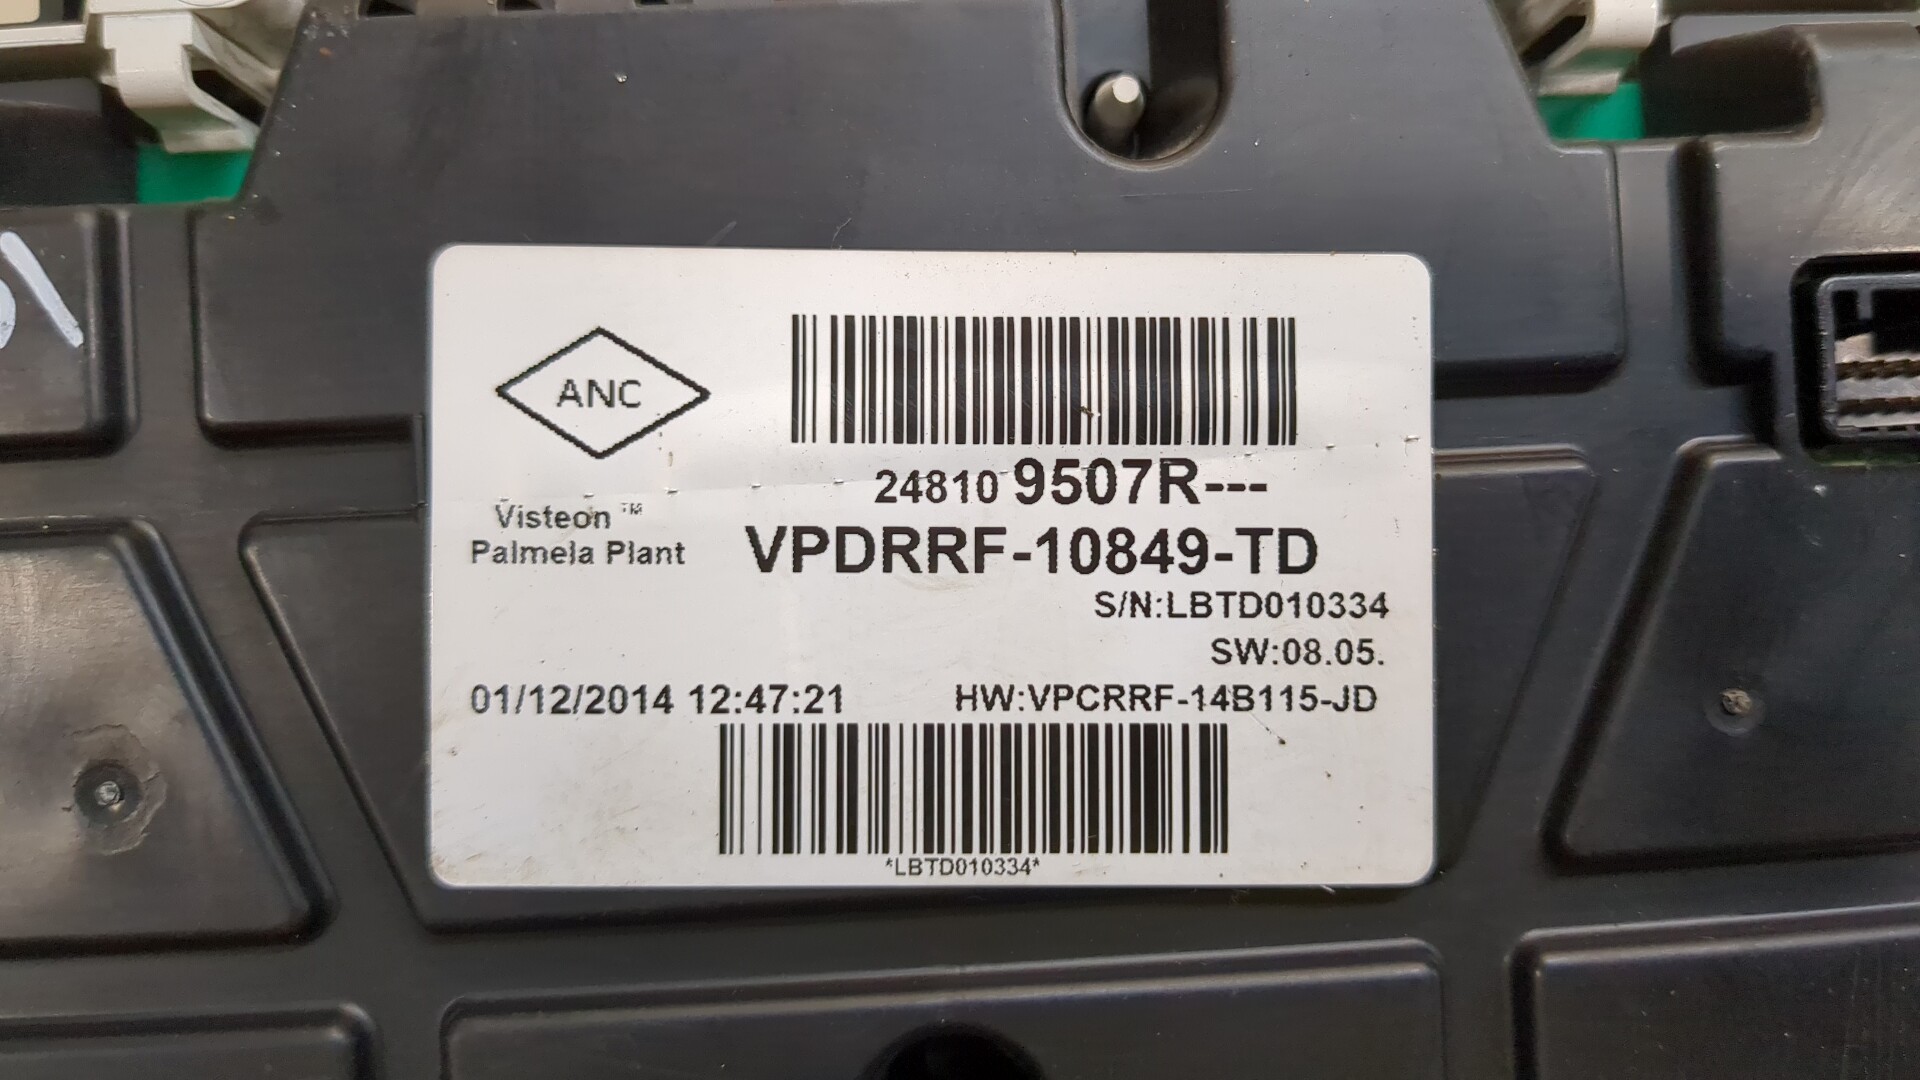 ANC
24810 9507R---
Visteon™
Palmela Plant
VPDRRF-10849-TD
S/N:LBTD010334
SW:08.05.
01/12/2014 12:47:21
HW:VPCRRF-14B115-JD
*LBTD010334*